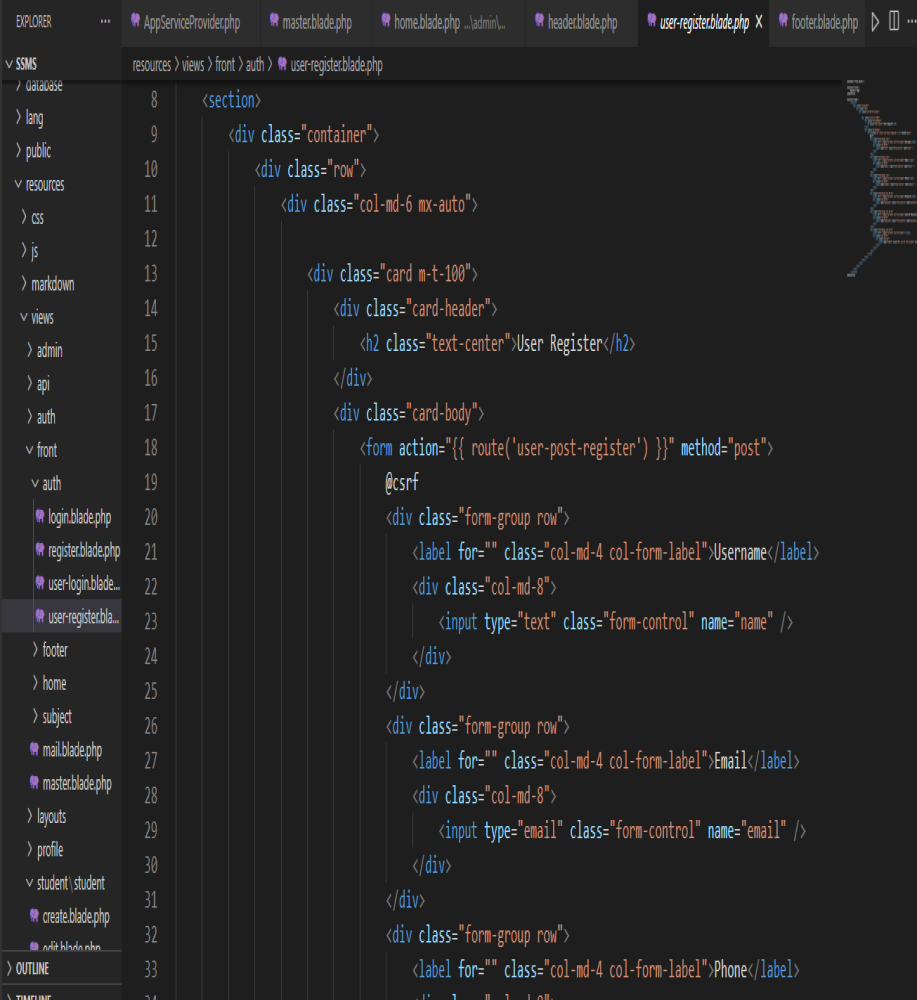 EXPLORER ...
AppServiceProvider.php master.blade.php home.blade.php ...\admin\... header.blade.php user-register.blade.php footer.blade.php
SSMS
resources > views > front > auth > user-register.blade.php
database
lang
public
resources
css
js
markdown
views
admin
api
auth
front
auth
login.blade.php
register.blade.php
user-login.blade...
user-register.bla...
footer
home
subject
mail.blade.php
master.blade.php
layouts
profile
student\student
create.blade.php
edit.blade.php
OUTLINE
TIMELINE
8 <section>
9 <div class="container">
10 <div class="row">
11 <div class="col-md-6 mx-auto">
12
13 <div class="card m-t-100">
14 <div class="card-header">
15 <h2 class="text-center">User Register</h2>
16 </div>
17 <div class="card-body">
18 <form action="{{ route('user-post-register') }}" method="post">
19 @csrf
20 <div class="form-group row">
21 <label for="" class="col-md-4 col-form-label">Username</label>
22 <div class="col-md-8">
23 <input type="text" class="form-control" name="name" />
24 </div>
25 </div>
26 <div class="form-group row">
27 <label for="" class="col-md-4 col-form-label">Email</label>
28 <div class="col-md-8">
29 <input type="email" class="form-control" name="email" />
30 </div>
31 </div>
32 <div class="form-group row">
33 <label for="" class="col-md-4 col-form-label">Phone</label>
34 <div class="col-md-8">